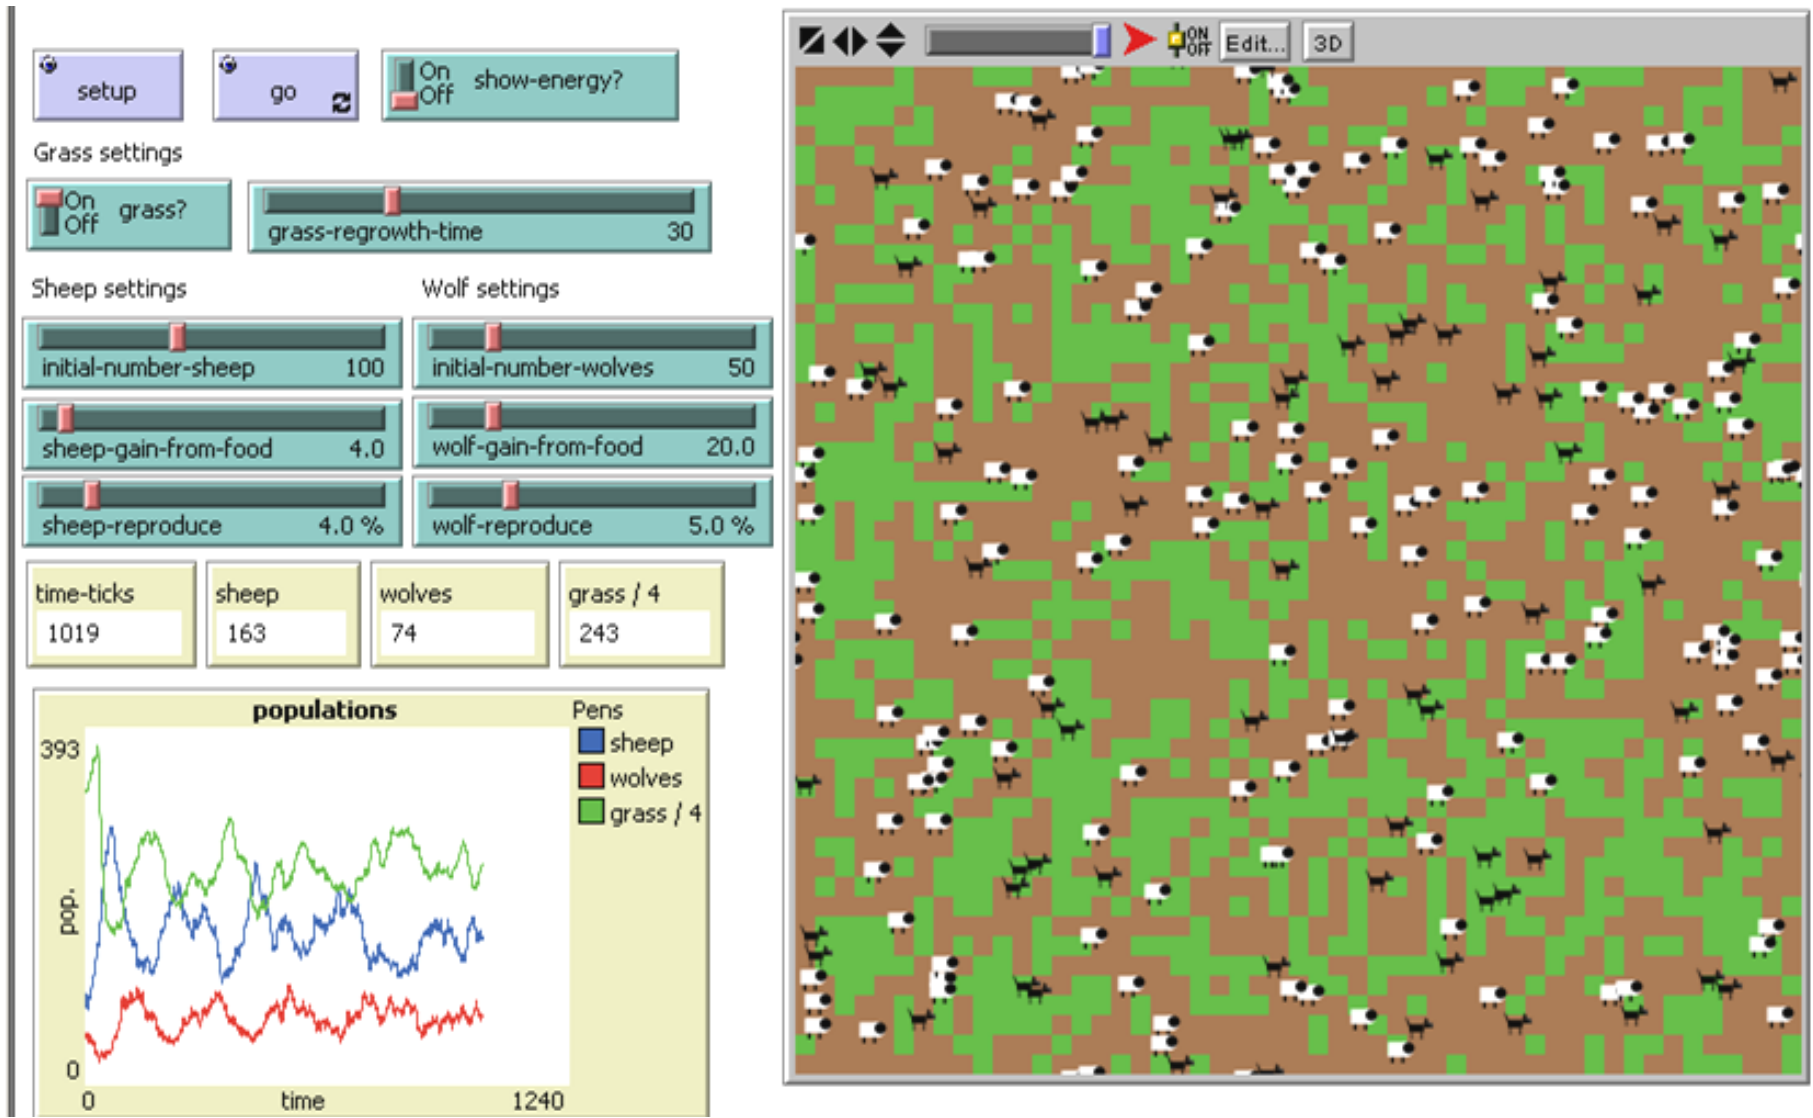 setup
go
On
Off
show-energy?
ON
OFF
Edit...
3D
Grass settings
On
Off
grass?
grass-regrowth-time 30
Sheep settings
Wolf settings
initial-number-sheep 100
initial-number-wolves 50
sheep-gain-from-food 4.0
wolf-gain-from-food 20.0
sheep-reproduce 4.0 %
wolf-reproduce 5.0 %
time-ticks
1019
sheep
163
wolves
74
grass / 4
243
populations
Pens
393
sheep
wolves
grass / 4
pop.
0
0
time
1240